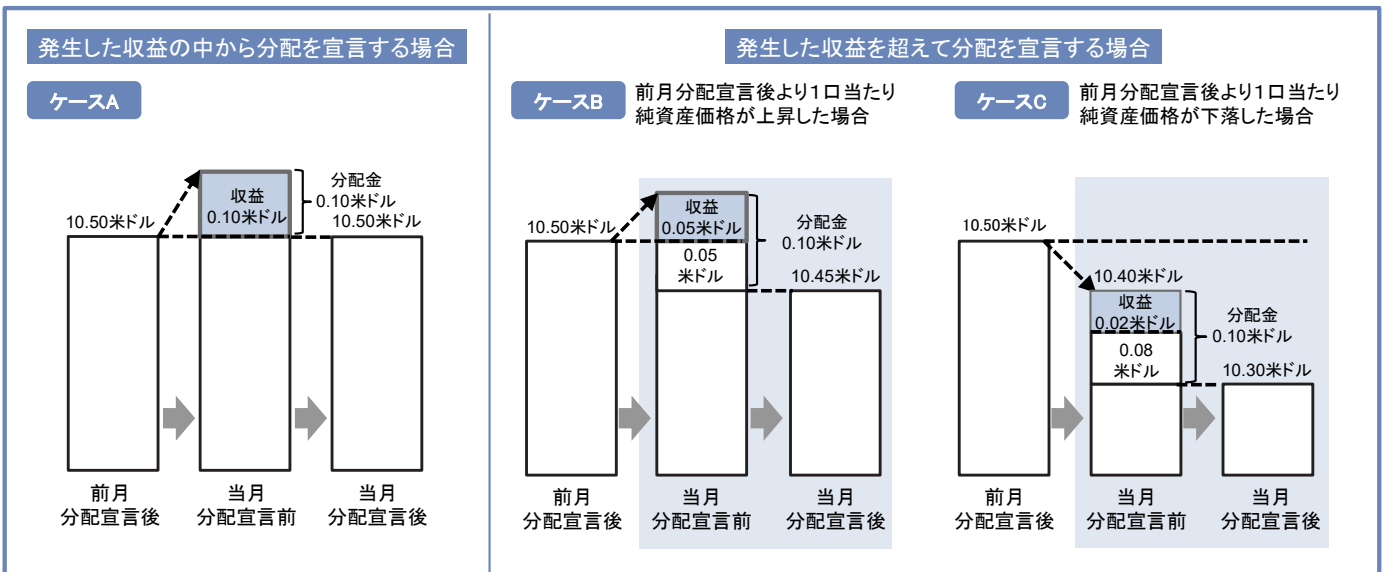 発生した収益の中から分配を宣言する場合
ケースA
分配金
0.10米ドル
収益
0.10米ドル
10.50米ドル
10.50米ドル
前月
分配宣言後
当月
分配宣言前
当月
分配宣言後
発生した収益を超えて分配を宣言する場合
ケースB
前月分配宣言後より1口当たり
純資産価格が上昇した場合
10.50米ドル
収益
0.05米ドル
0.05
米ドル
分配金
0.10米ドル
10.45米ドル
前月
分配宣言後
当月
分配宣言前
当月
分配宣言後
ケースC
前月分配宣言後より1口当たり
純資産価格が下落した場合
10.50米ドル
10.40米ドル
収益
0.02米ドル
0.08
米ドル
分配金
0.10米ドル
10.30米ドル
前月
分配宣言後
当月
分配宣言前
当月
分配宣言後